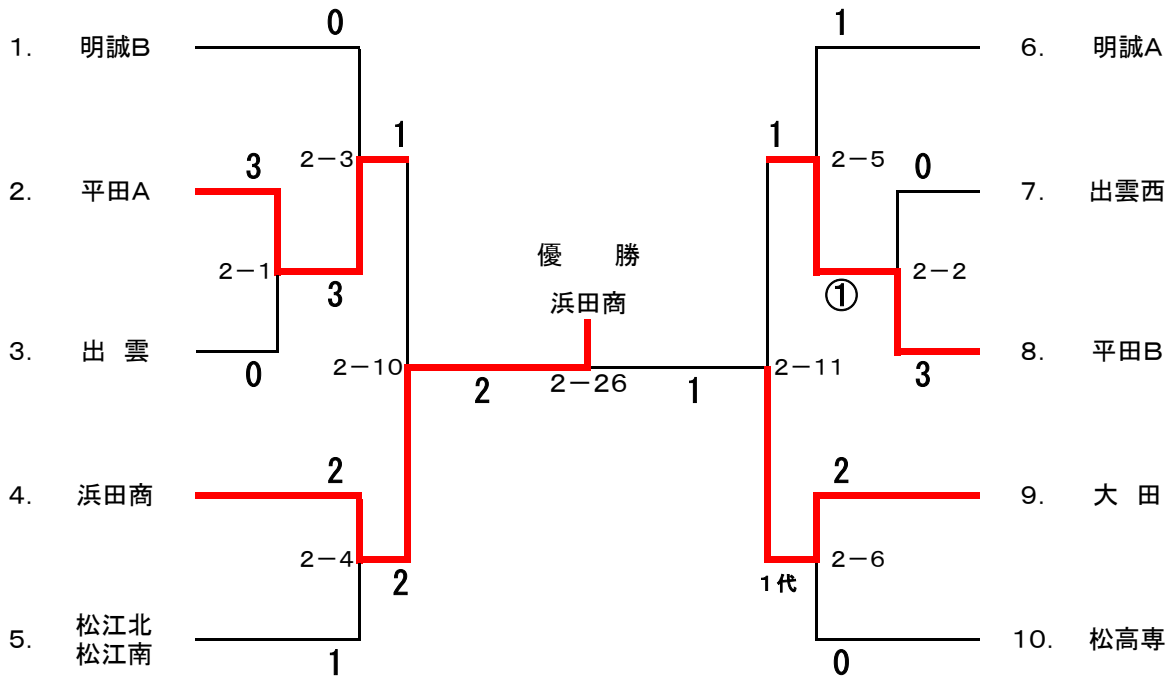 0
1
1. 明誠B
6. 明誠A
1
1
2-3
2-5
3
0
2. 平田A
7. 出雲西
優 勝
2-1
2-2
3
①
浜田商
3. 出 雲
8. 平田B
0
2-10
2-11
3
2
2-26
1
2
2
4. 浜田商
9. 大 田
2-4
2-6
2
1代
5. 松江北
松江南
10. 松高専
1
0